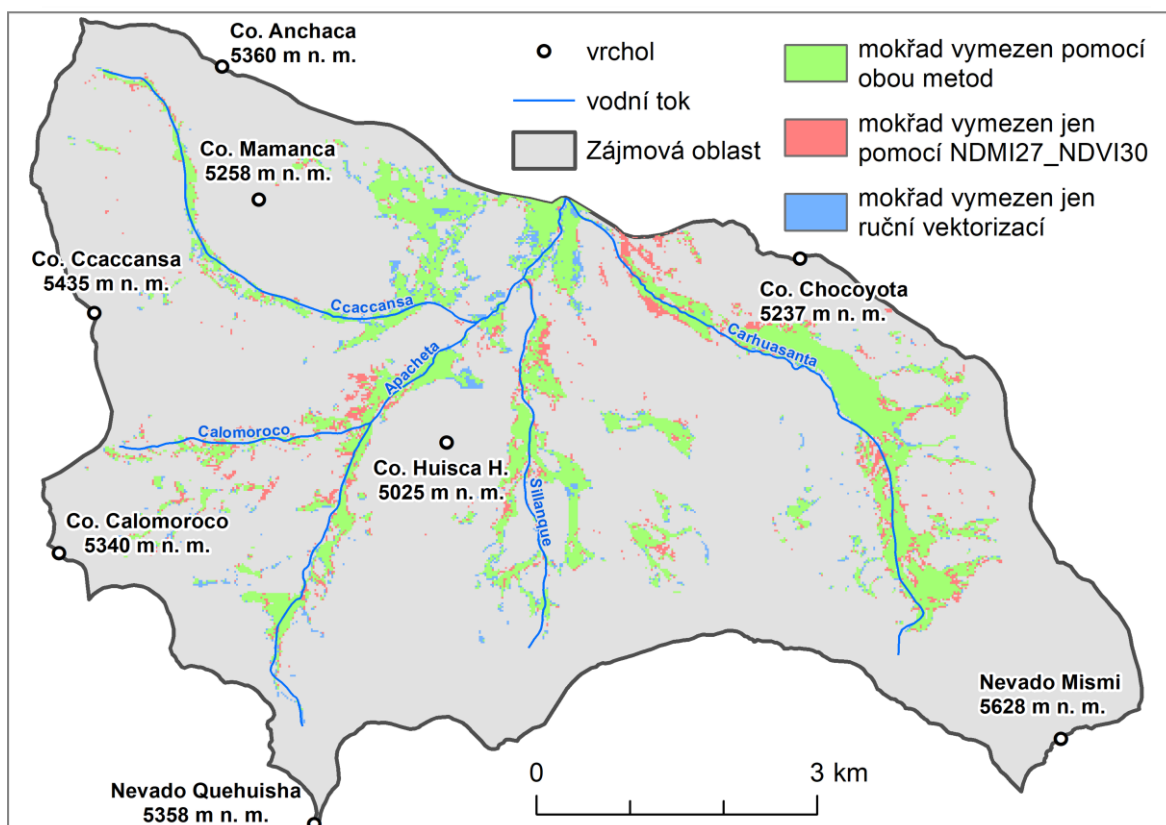 Co. Anchaca
5360 m n. m.
vrchol
vodní tok
Zájmová oblast
mokřad vymezen pomocí
obou metod
mokřad vymezen jen
pomocí NDMI27_NDVI30
mokřad vymezen jen
ruční vektorizací
Co. Mamanca
5258 m n. m.
Co. Ccaccansa
5435 m n. m.
Ccaccansa
Co. Chocoyota
5237 m n. m.
Carhuasanta
Apacheta
Calomoroco
Co. Huisca H.
5025 m n. m.
Sillanque
Co. Calomoroco
5340 m n. m.
Nevado Mismi
5628 m n. m.
Nevado Quehuisha
5358 m n. m.
0
3 km